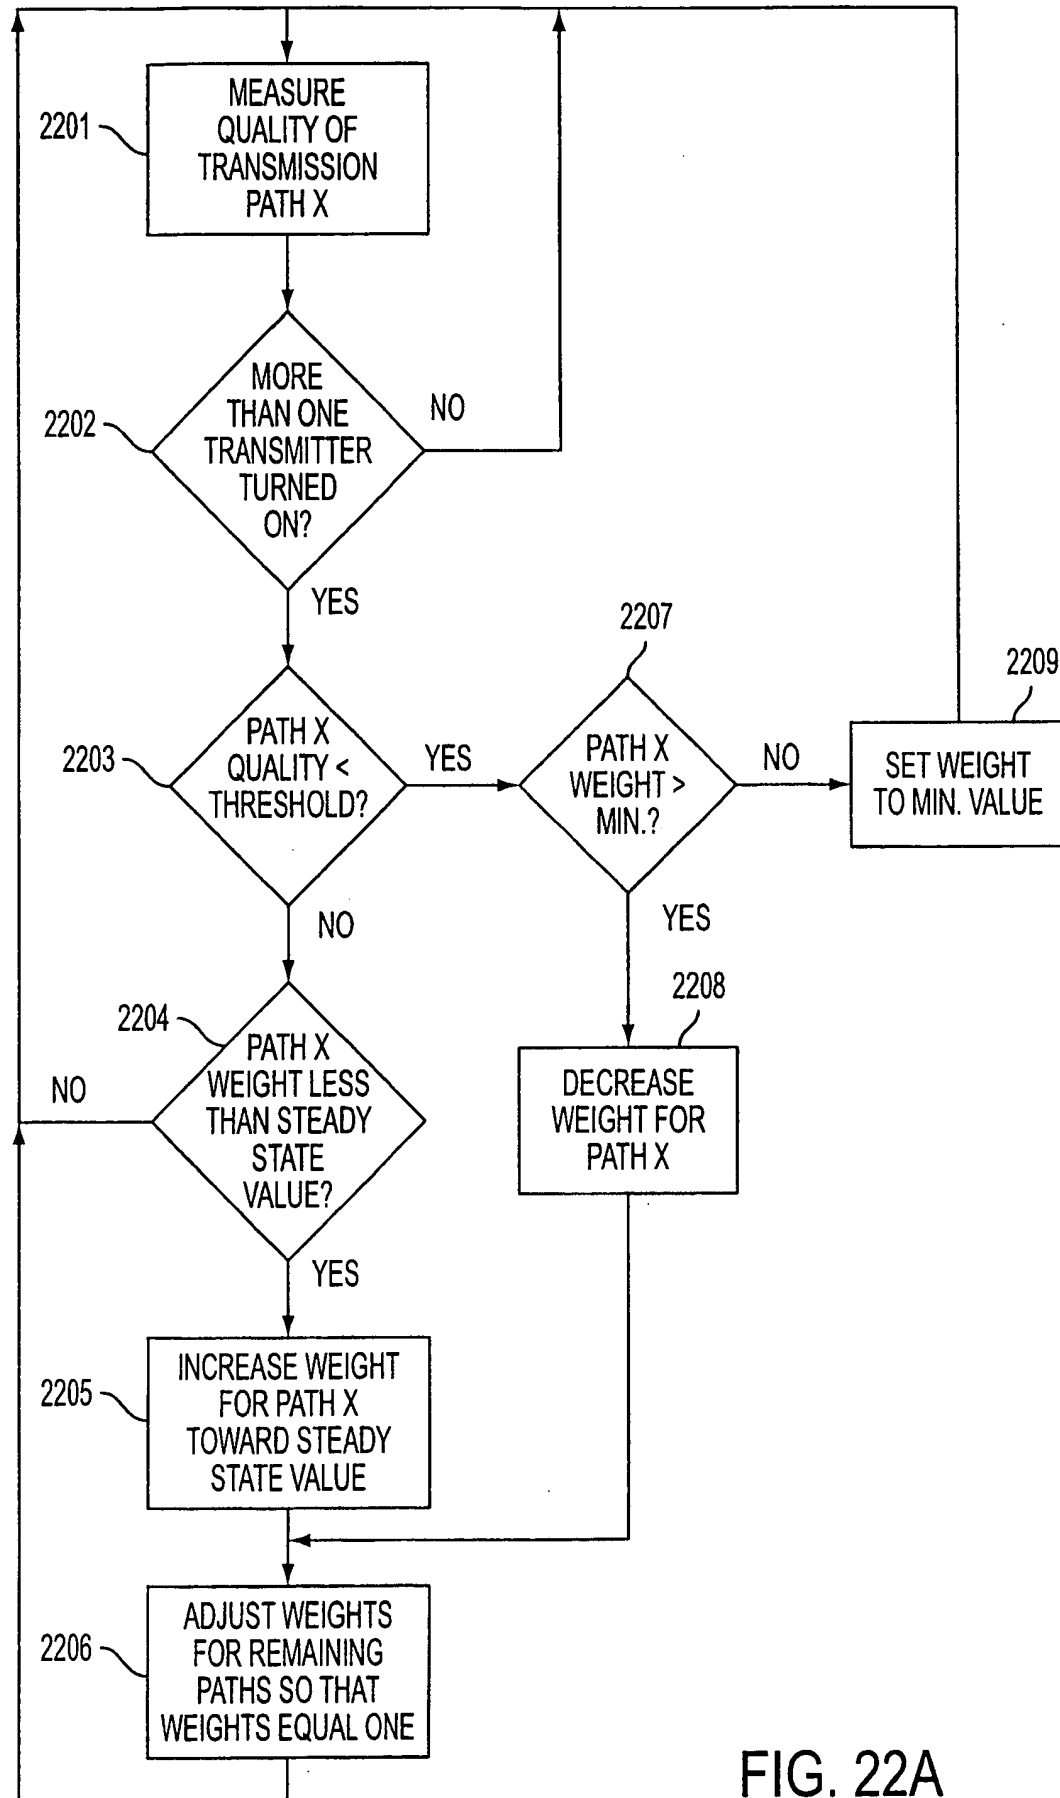 2201
MEASURE
QUALITY OF
TRANSMISSION
PATH X
2202
MORE
THAN ONE
TRANSMITTER
TURNED
ON?
NO
YES
2203
PATH X
QUALITY <
THRESHOLD?
YES
2207
PATH X
WEIGHT >
MIN.?
NO
2209
SET WEIGHT
TO MIN. VALUE
NO
YES
2204
PATH X
WEIGHT LESS
THAN STEADY
STATE
VALUE?
NO
2208
DECREASE
WEIGHT FOR
PATH X
YES
2205
INCREASE WEIGHT
FOR PATH X
TOWARD STEADY
STATE VALUE
2206
ADJUST WEIGHTS
FOR REMAINING
PATHS SO THAT
WEIGHTS EQUAL ONE
FIG. 22A